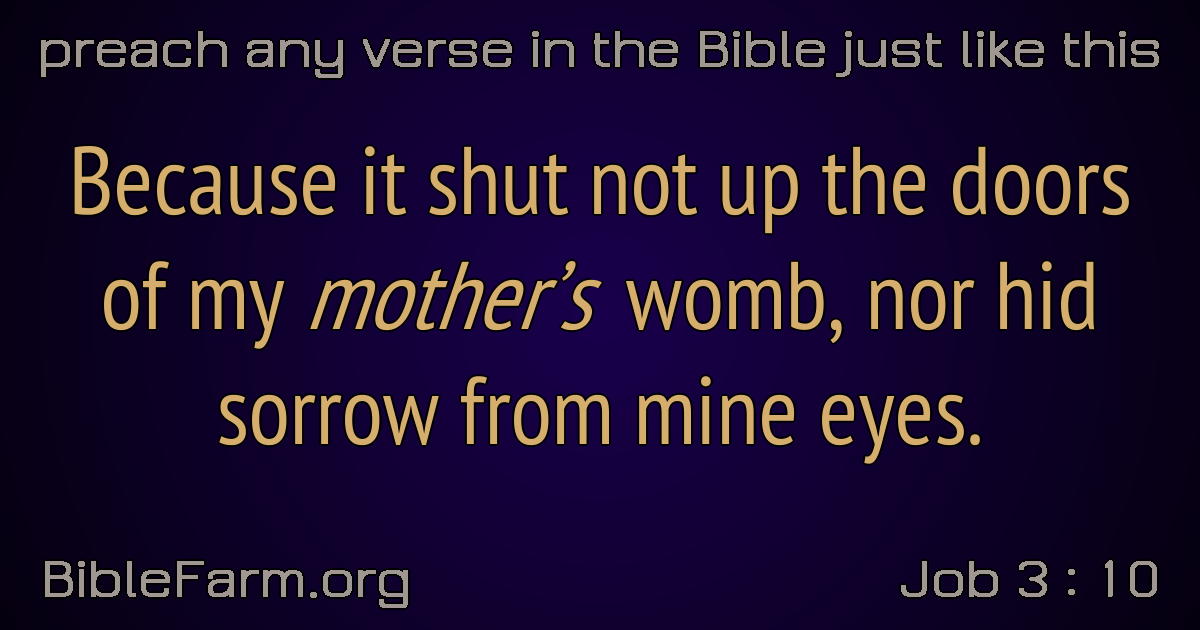 preach any verse in the Bible just like this
Because it shut not up the doors
of my mother’s womb, nor hid
sorrow from mine eyes.
BibleFarm.org
Job 3 : 10